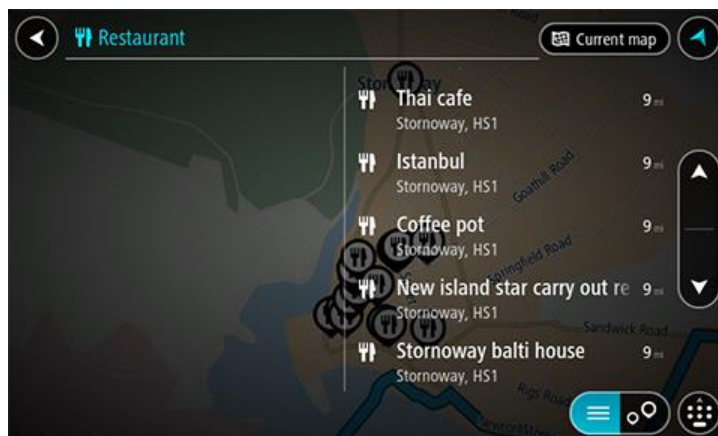 Restaurant
Current map
Thai cafe
9 mi
Stornoway, HS1
Istanbul
9 mi
Stornoway, HS1
Coffee pot
9 mi
Stornoway, HS1
New island star carry out re
9 mi
Stornoway, HS1
Stornoway balti house
9 mi
Stornoway, HS1
Goathill Road
Springfield Road
Sandwick Road
Rigs Road